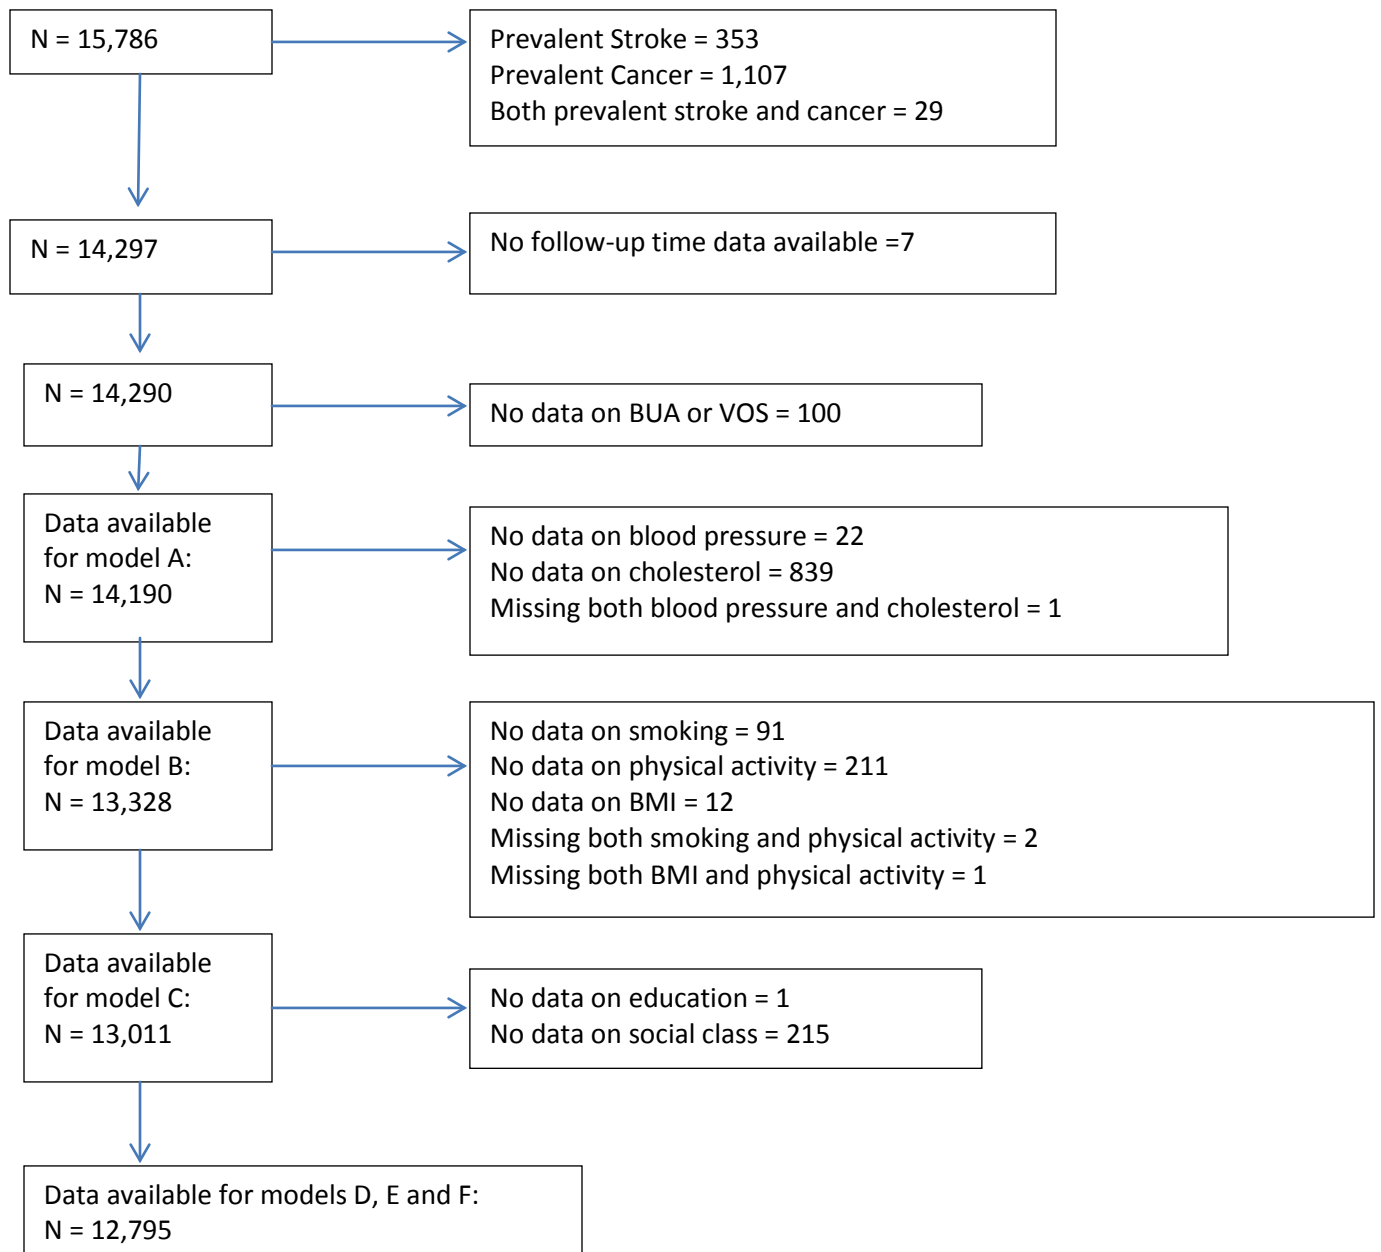 N = 15,786
Prevalent Stroke = 353
Prevalent Cancer = 1,107
Both prevalent stroke and cancer = 29
N = 14,297
No follow-up time data available =7
N = 14,290
No data on BUA or VOS = 100
Data available
for model A:
N = 14,190
No data on blood pressure = 22
No data on cholesterol = 839
Missing both blood pressure and cholesterol = 1
Data available
for model B:
N = 13,328
No data on smoking = 91
No data on physical activity = 211
No data on BMI = 12
Missing both smoking and physical activity = 2
Missing both BMI and physical activity = 1
Data available
for model C:
N = 13,011
No data on education = 1
No data on social class = 215
Data available for models D, E and F:
N = 12,795